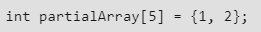 int partialArray[5] = {1, 2};